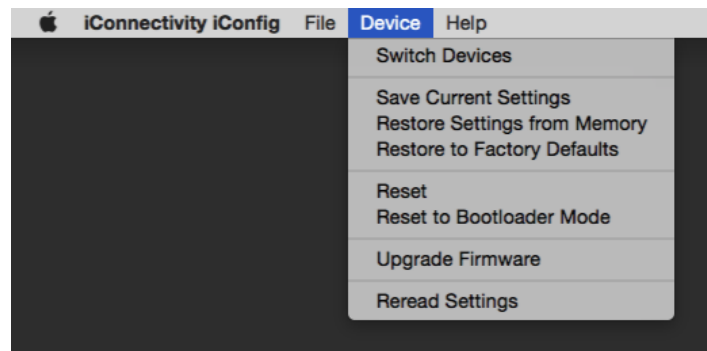 iConnectivity iConfig File Device Help
Switch Devices
Save Current Settings
Restore Settings from Memory
Restore to Factory Defaults
Reset
Reset to Bootloader Mode
Upgrade Firmware
Reread Settings